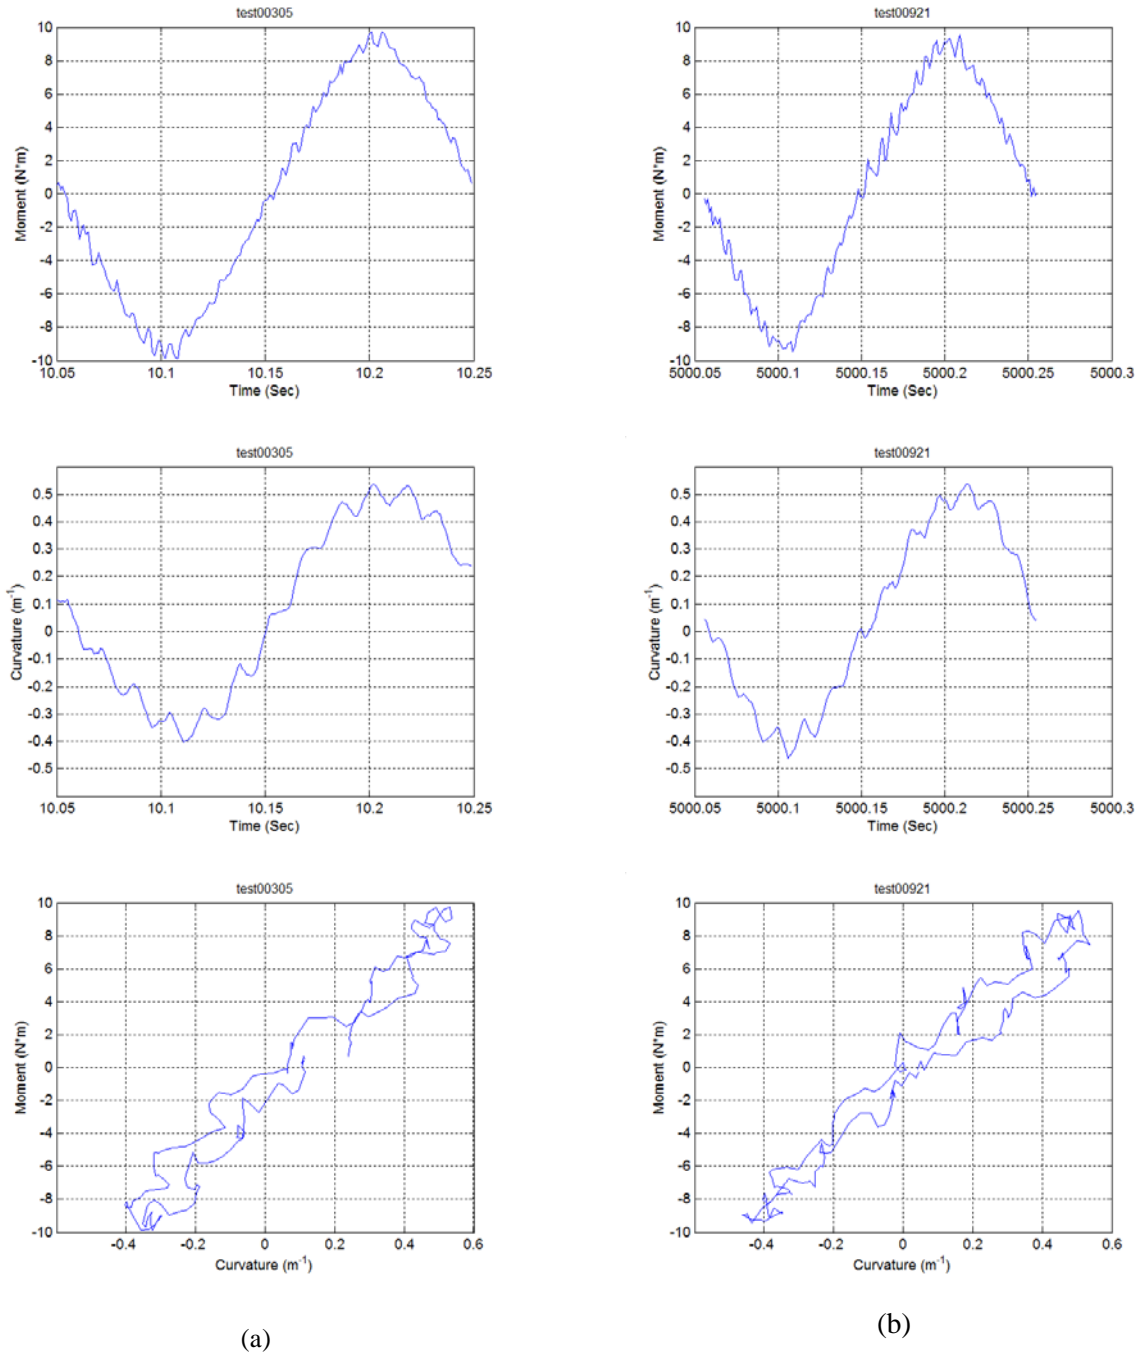 test00305
10
8
6
4
2
0
-2
-4
-6
-8
-10
Moment (N*m)
10.05 10.1 10.15 10.2 10.25
Time (Sec)
test00921
10
8
6
4
2
0
-2
-4
-6
-8
-10
Moment (N*m)
5000.05 5000.1 5000.15 5000.2 5000.25 5000.3
Time (Sec)
test00305
0.5
0.4
0.3
0.2
0.1
0
-0.1
-0.2
-0.3
-0.4
-0.5
Curvature (m⁻¹)
10.05 10.1 10.15 10.2 10.25
Time (Sec)
test00921
0.5
0.4
0.3
0.2
0.1
0
-0.1
-0.2
-0.3
-0.4
-0.5
Curvature (m⁻¹)
5000.05 5000.1 5000.15 5000.2 5000.25 5000.3
Time (Sec)
test00305
10
8
6
4
2
0
-2
-4
-6
-8
-10
Moment (N*m)
-0.4 -0.2 0 0.2 0.4 0.6
Curvature (m⁻¹)
test00921
10
8
6
4
2
0
-2
-4
-6
-8
-10
Moment (N*m)
-0.4 -0.2 0 0.2 0.4 0.6
Curvature (m⁻¹)
(a)
(b)